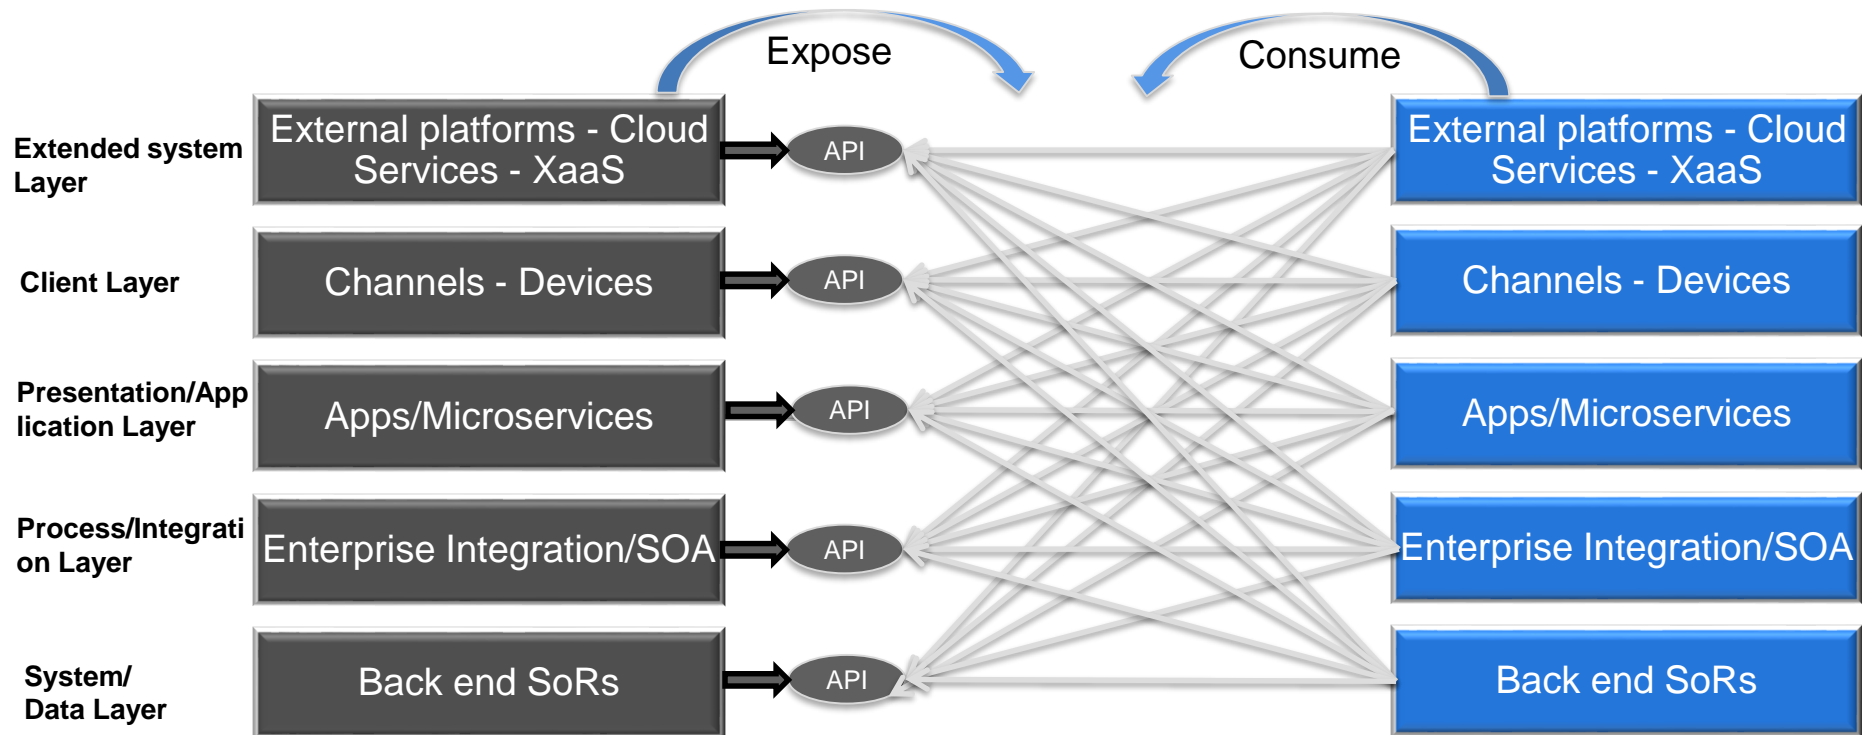 Expose
Consume
Extended system
Layer
External platforms - Cloud
Services - XaaS
API
External platforms - Cloud
Services - XaaS
Client Layer
Channels - Devices
API
Channels - Devices
Presentation/App
lication Layer
Apps/Microservices
API
Apps/Microservices
Process/Integrati
on Layer
Enterprise Integration/SOA
API
Enterprise Integration/SOA
System/
Data Layer
Back end SoRs
API
Back end SoRs